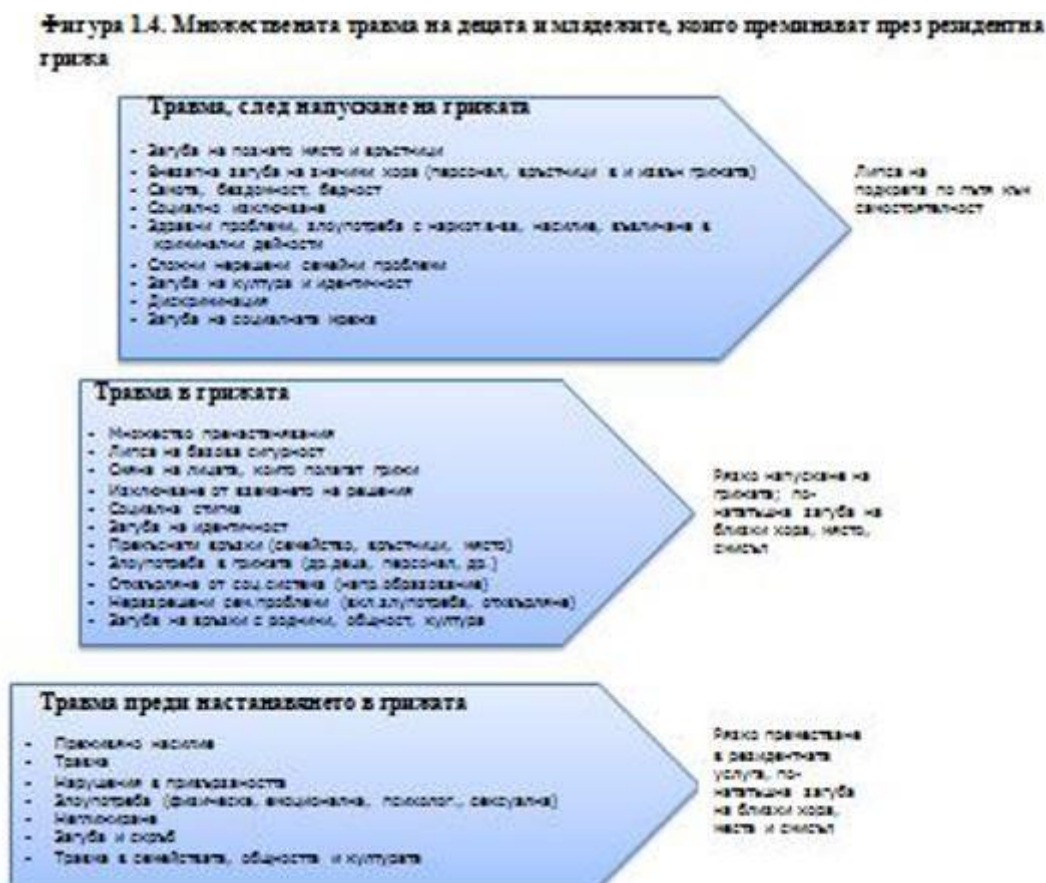 Фигура 1.4. Множествената травма на децата и младежите, които преминават през резидентна
грижа
Травма, след напускане на грижата
- Загуба на познато място и връстници
- Внезапна загуба на значими хора (персонал, връстници в и извън грижата)
- Самота, бездомност, бедност
- Социално изключване
- Здравни проблеми, злоупотреба с наркот.в-ва, насилие, въвличане в
криминални дейности
- Сложни нерешени семейни проблеми
- Загуба на култура и идентичност
- Дискриминация
- Загуба на социалната мрежа
Липса на
подкрепа по пътя към
самостоятелност
Травма в грижата
- Множество премествания
- Липса на базова сигурност
- Смяна на лицата, които полагат грижи
- Изключване от вземането на решения
- Социална стигма
- Загуба на идентичност
- Прекъснати връзки (семейство, връстници, място)
- Злоупотреба в грижата (др.деца, персонал, др.)
- Отхвърляне от соц.система (напр.образование)
- Неразрешени сем.проблеми (вкл.злупотреба, отхвърляне)
- Загуба на връзки с роднини, общност, култура
Рязко напускане на
грижата; по-
нататъшна загуба на
близки хора, място,
смисъл
Травма преди настаняването в грижата
- Преживяно насилие
- Травма
- Нарушения в привързаността
- Злоупотреба (физическа, емоционална, психолог., сексуална)
- Неглижиране
- Загуба и скръб
- Травма в семействата, общността и културата
Рязко преместване
в резидентната
услуга, по-
нататъшна загуба
на близки хора,
места и смисъл